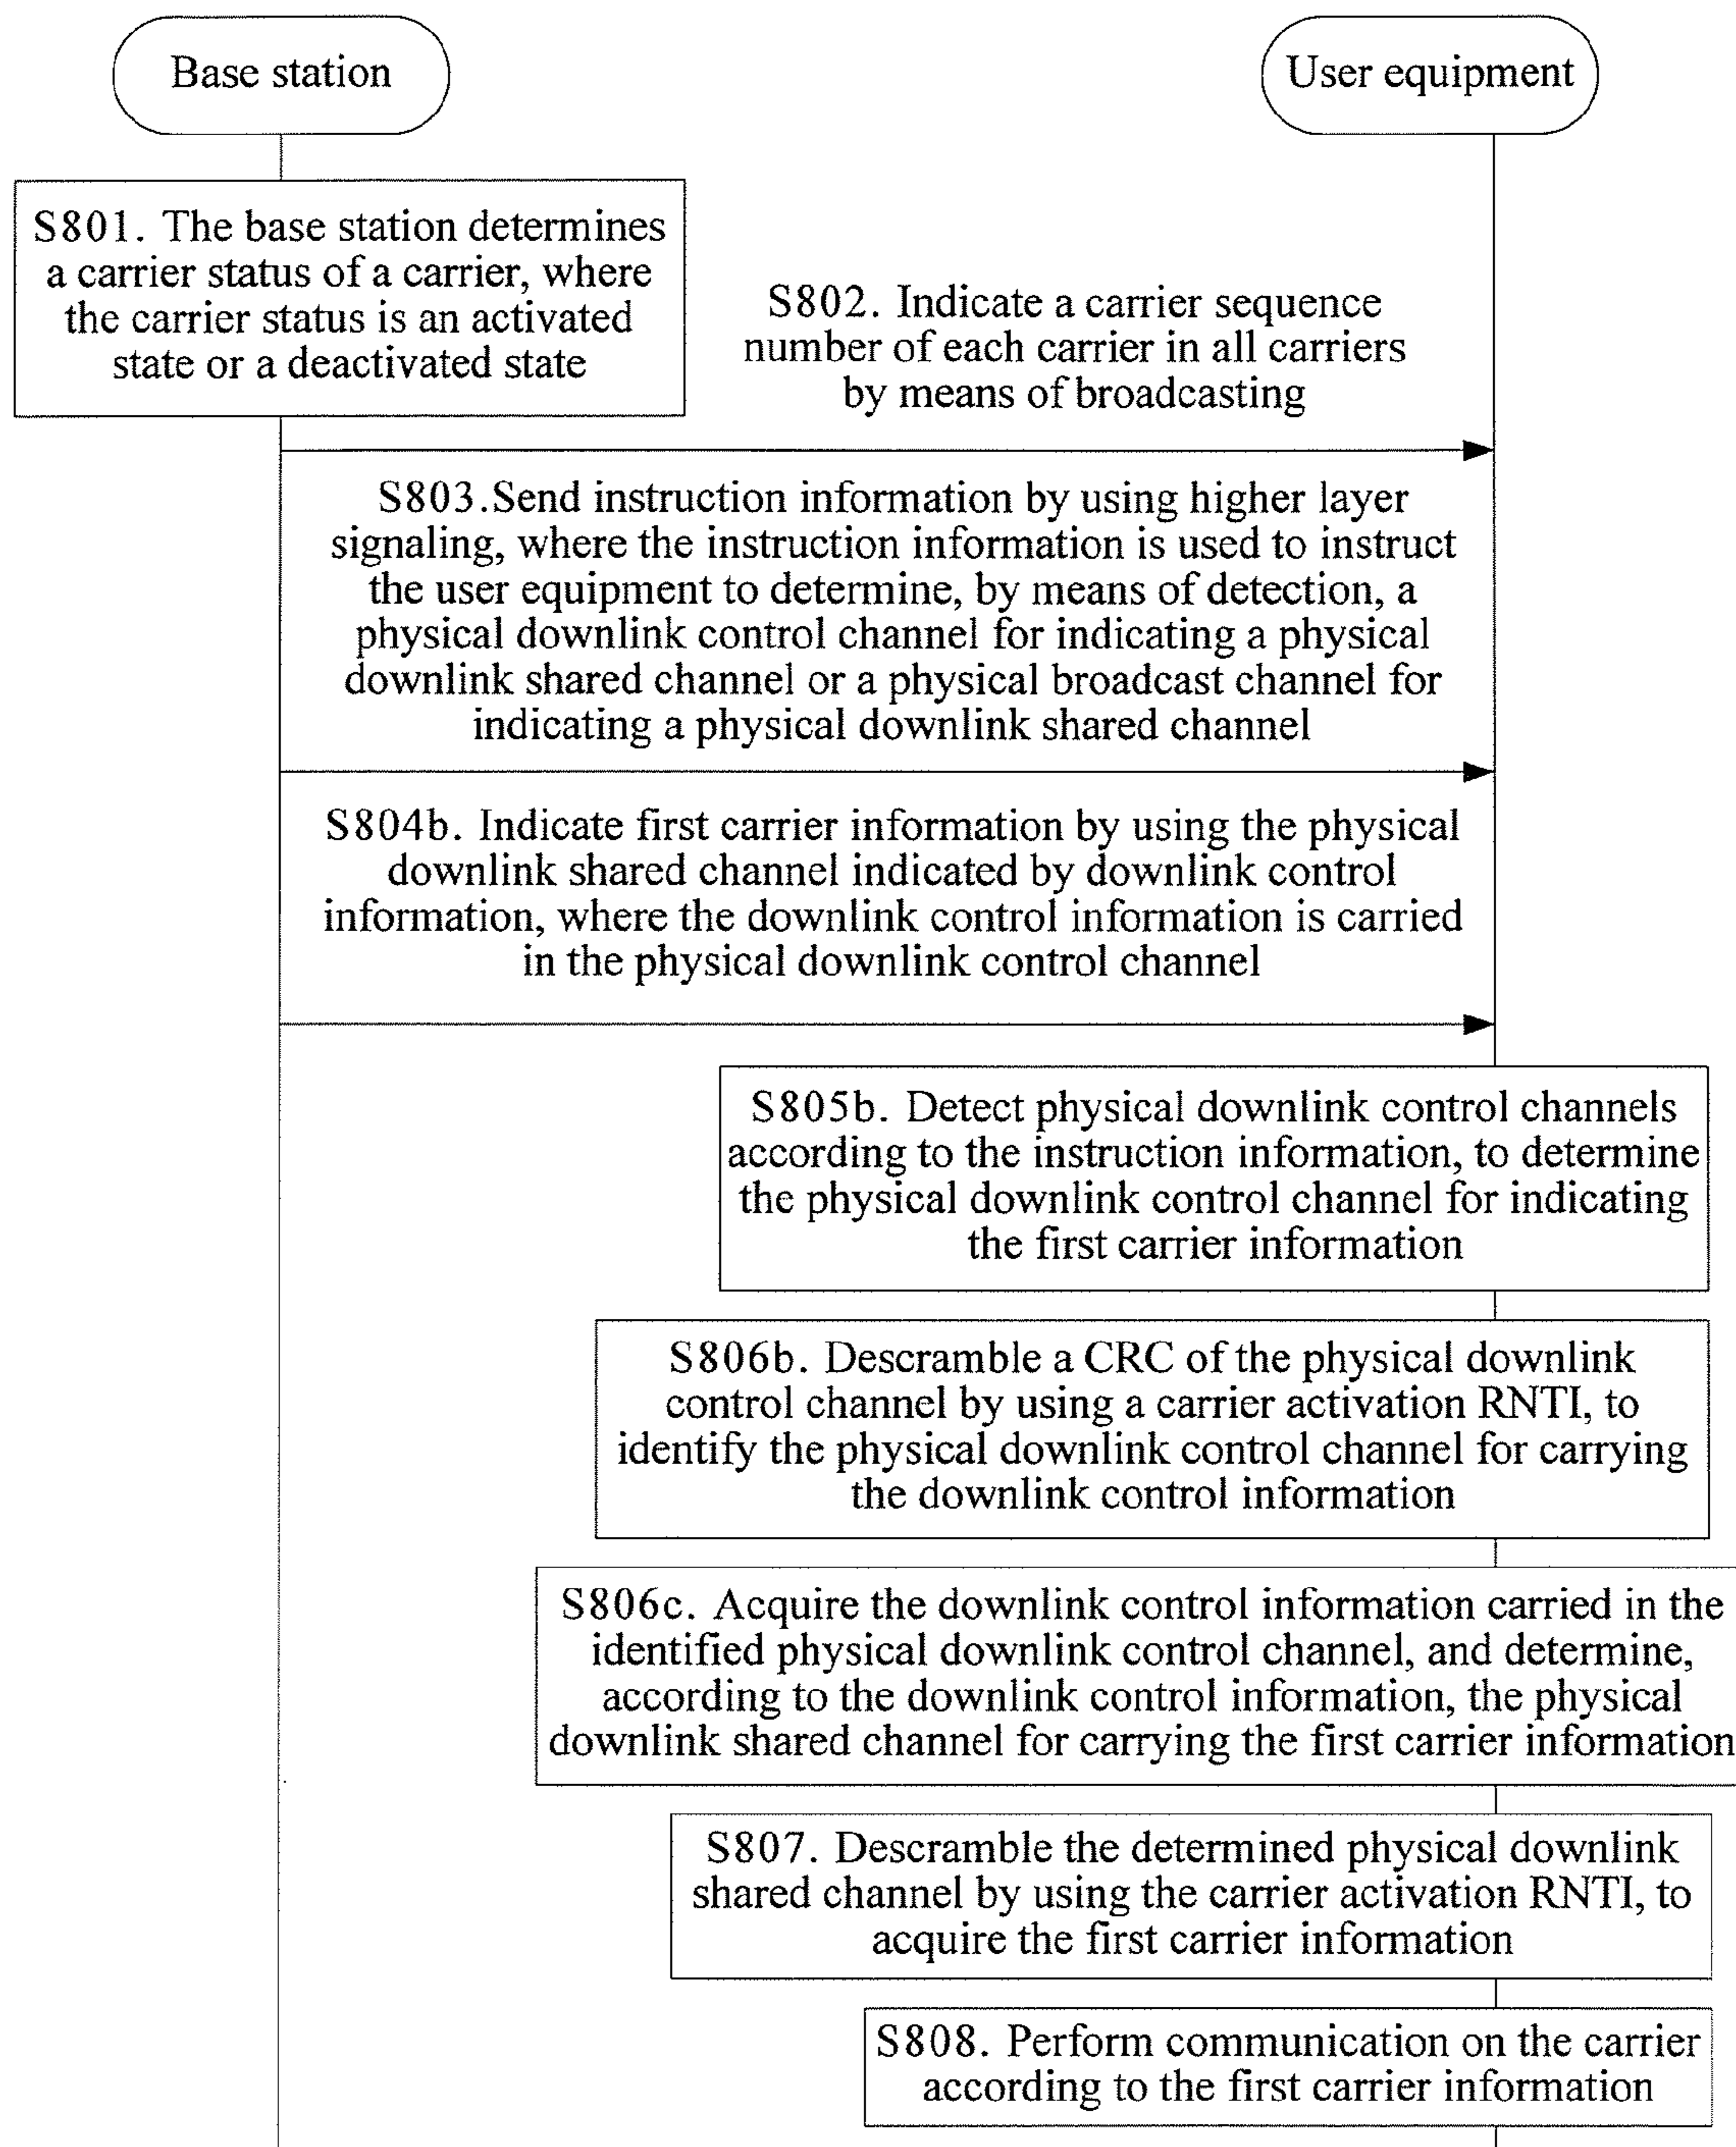 Base station
User equipment
S801. The base station determines
a carrier status of a carrier, where
the carrier status is an activated
state or a deactivated state
S802. Indicate a carrier sequence
number of each carrier in all carriers
by means of broadcasting
S803.Send instruction information by using higher layer
signaling, where the instruction information is used to instruct
the user equipment to determine, by means of detection, a
physical downlink control channel for indicating a physical
downlink shared channel or a physical broadcast channel for
indicating a physical downlink shared channel
S804b. Indicate first carrier information by using the physical
downlink shared channel indicated by downlink control
information, where the downlink control information is carried
in the physical downlink control channel
S805b. Detect physical downlink control channels
according to the instruction information, to determine
the physical downlink control channel for indicating
the first carrier information
S806b. Descramble a CRC of the physical downlink
control channel by using a carrier activation RNTI, to
identify the physical downlink control channel for carrying
the downlink control information
S806c. Acquire the downlink control information carried in the
identified physical downlink control channel, and determine,
according to the downlink control information, the physical
downlink shared channel for carrying the first carrier information
S807. Descramble the determined physical downlink
shared channel by using the carrier activation RNTI, to
acquire the first carrier information
S808. Perform communication on the carrier
according to the first carrier information